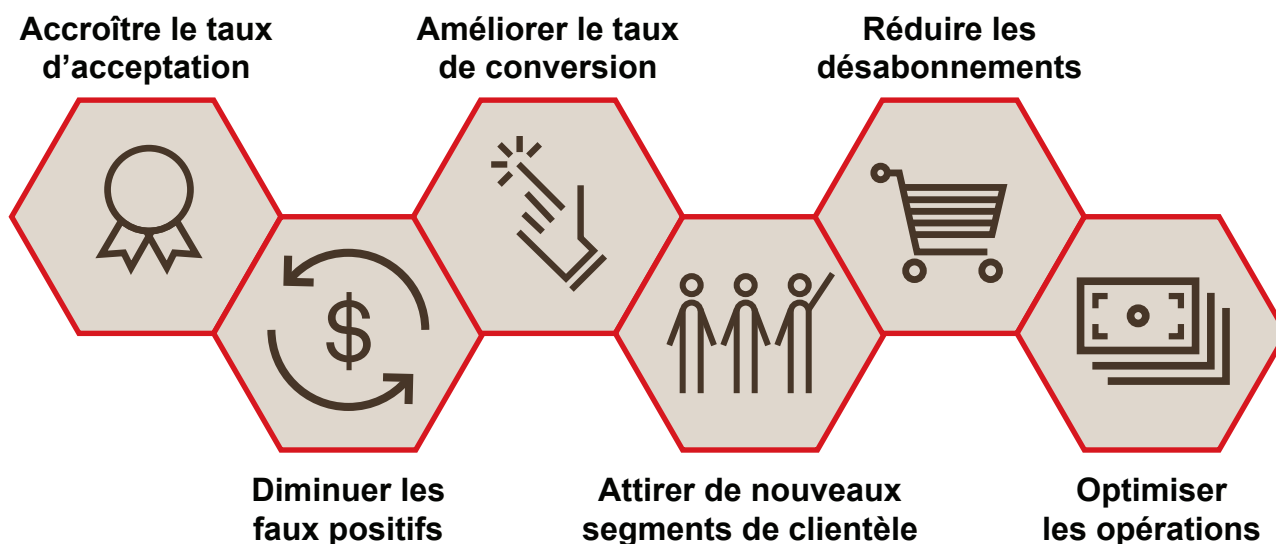 Accroître le taux
d’acceptation
Améliorer le taux
de conversion
Réduire les
désabonnements
$
Diminuer les
faux positifs
Attirer de nouveaux
segments de clientèle
Optimiser
les opérations